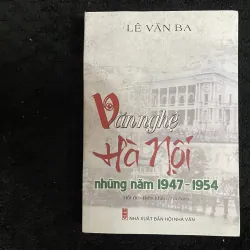 LÊ VĂN BA
Văn nghệ
Hà Nội
những năm 1947-1954
NHÀ XUẤT BẢN HỘI NHÀ VĂN